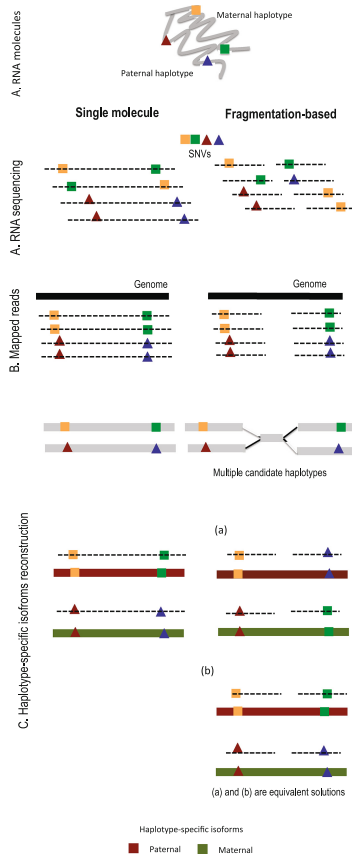 A. RNA molecules
Maternal haplotype
Paternal haplotype
Single molecule
Fragmentation-based
SNVs
A. RNA sequencing
Genome
Genome
B. Mapped reads
Multiple candidate haplotypes
C. Haplotype-specific isofroms reconstruction
(a)
(b)
(a) and (b) are equivalent solutions
Haplotype-specific isoforms
Paternal
Maternal